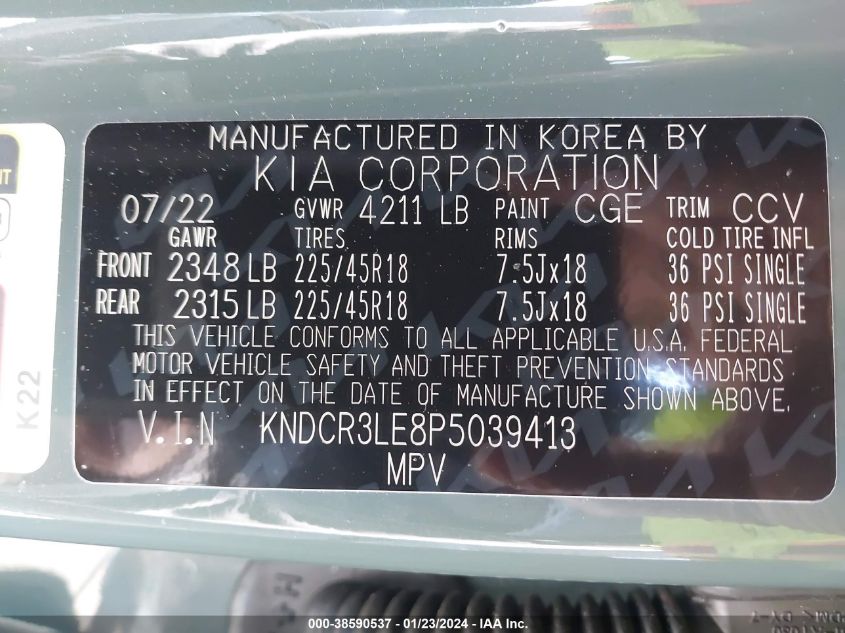 MANUFACTURED IN KOREA BY
KIA CORPORATION
07/22 GVWR 4211 LB PAINT CGE TRIM CCV
GAWR TIRES RIMS COLD TIRE INFL
FRONT 2348 LB 225/45R18 7.5Jx18 36 PSI SINGLE
REAR 2315 LB 225/45R18 7.5Jx18 36 PSI SINGLE
THIS VEHICLE CONFORMS TO ALL APPLICABLE U.S.A. FEDERAL
MOTOR VEHICLE SAFETY AND THEFT PREVENTION STANDARDS
IN EFFECT ON THE DATE OF MANUFACTURE SHOWN ABOVE.
V.I.N KNDCR3LE8P5039413
MPV
K22
000-38590537 - 01/23/2024 - IAA Inc.